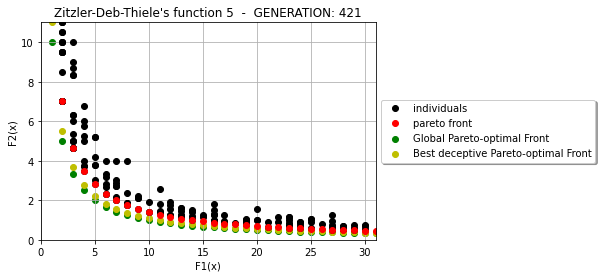 Zitzler-Deb-Thiele's function 5 - GENERATION: 421
10
8
6
4
2
0
F2(x)
0 5 10 15 20 25 30
F1(x)
individuals
pareto front
Global Pareto-optimal Front
Best deceptive Pareto-optimal Front